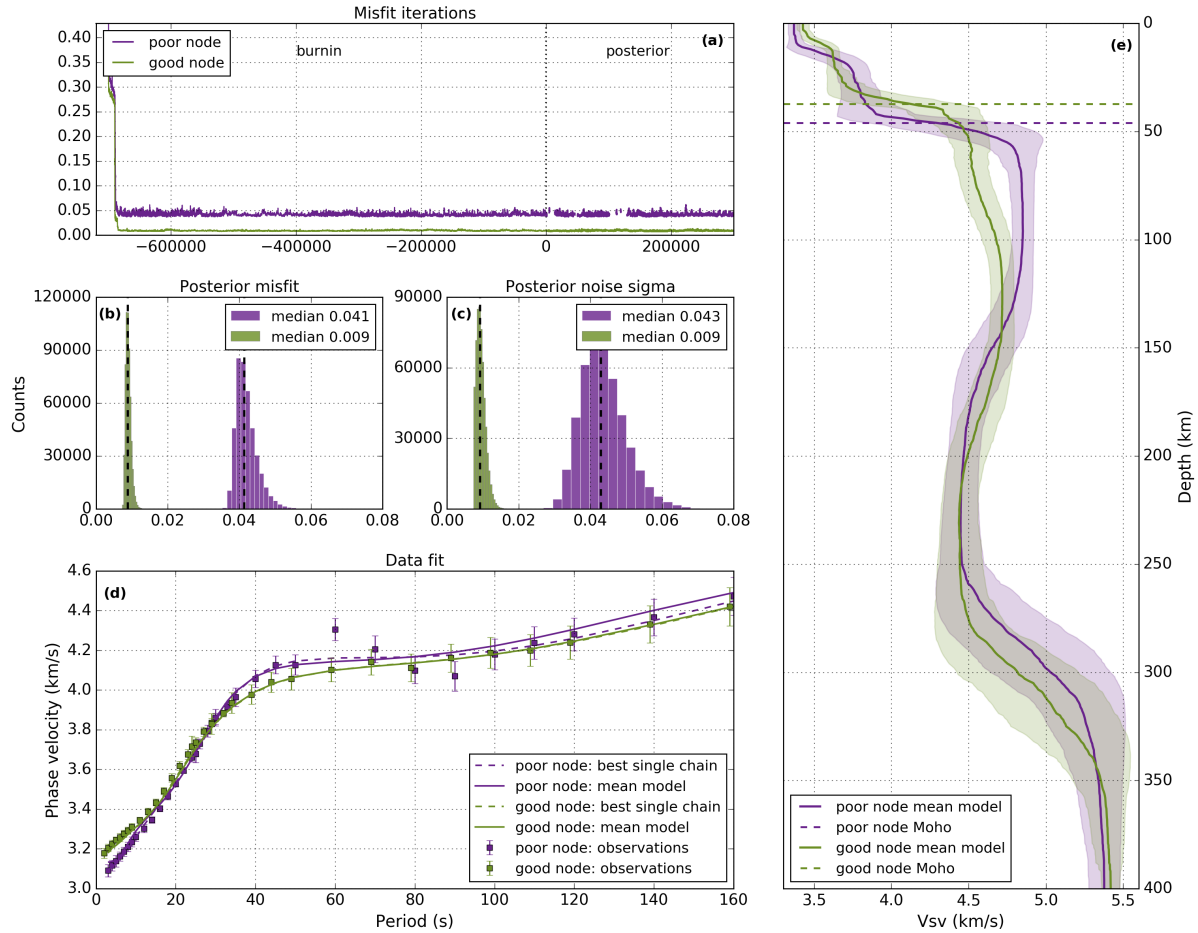 Misfit iterations
0.40
0.35
0.30
0.25
0.20
0.15
0.10
0.05
0.00
poor node
good node
burnin
posterior
(a)
−600000
−400000
−200000
0
200000
Posterior misfit
(b)
median 0.041
median 0.009
Counts
120000
90000
60000
30000
0
0.00
0.02
0.04
0.06
0.08
Posterior noise sigma
(c)
median 0.043
median 0.009
90000
60000
30000
0
0.00
0.02
0.04
0.06
0.08
Data fit
(d)
Phase velocity (km/s)
4.6
4.4
4.2
4.0
3.8
3.6
3.4
3.2
3.0
poor node: best single chain
poor node: mean model
good node: best single chain
good node: mean model
poor node: observations
good node: observations
0
20
40
60
80
100
120
140
160
Period (s)
(e)
0
50
100
150
200
250
300
350
400
Depth (km)
poor node mean model
poor node Moho
good node mean model
good node Moho
3.5
4.0
4.5
5.0
5.5
Vsv (km/s)